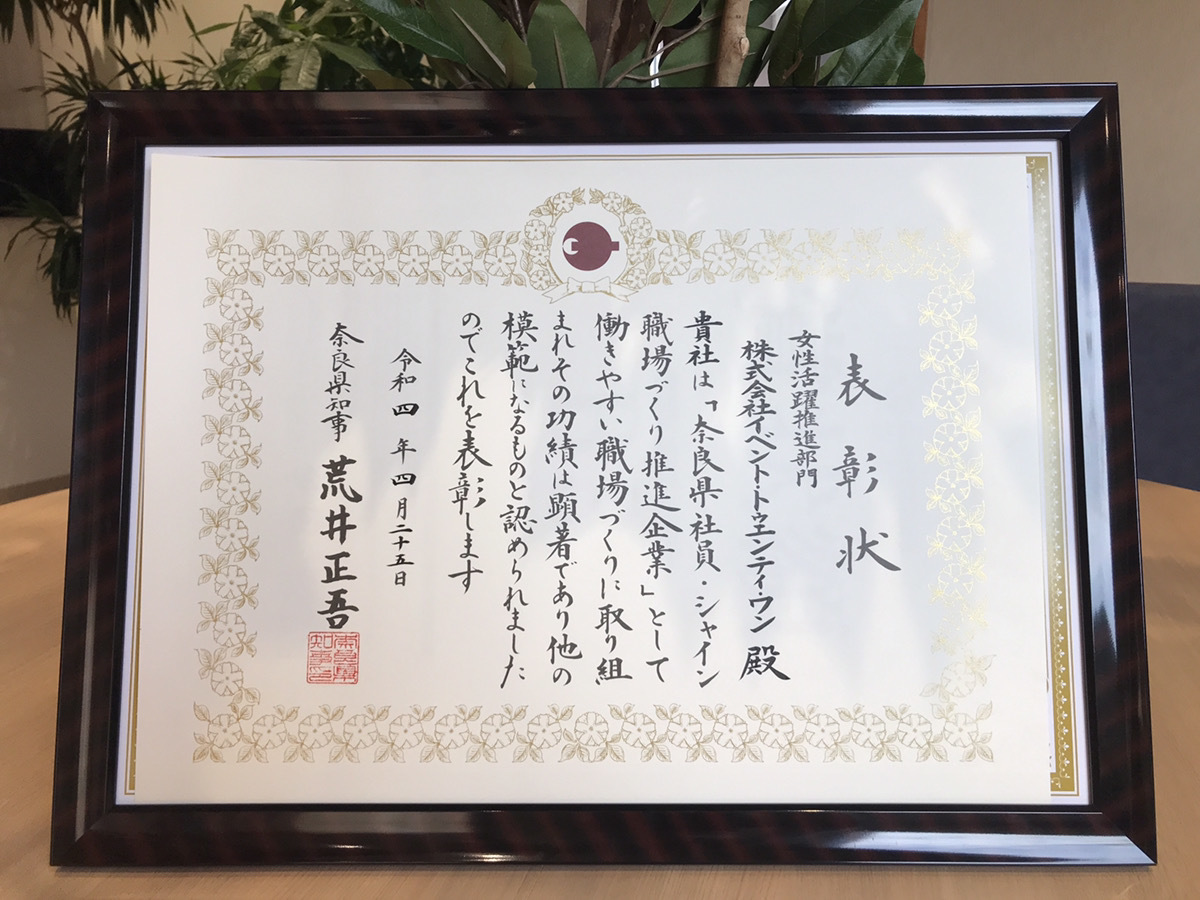 表彰状
女性活躍推進部門
株式会社イベント・トゥエンティ・ワン 殿
貴社は「奈良県社員・シャイン
職場づくり推進企業」として
働きやすい職場づくりに取り組
まれその功績は顕著であり他の
模範になるものと認められました
のでこれを表彰します
令和四年四月二十五日
奈良県知事 荒井正吾
奈良県知事印